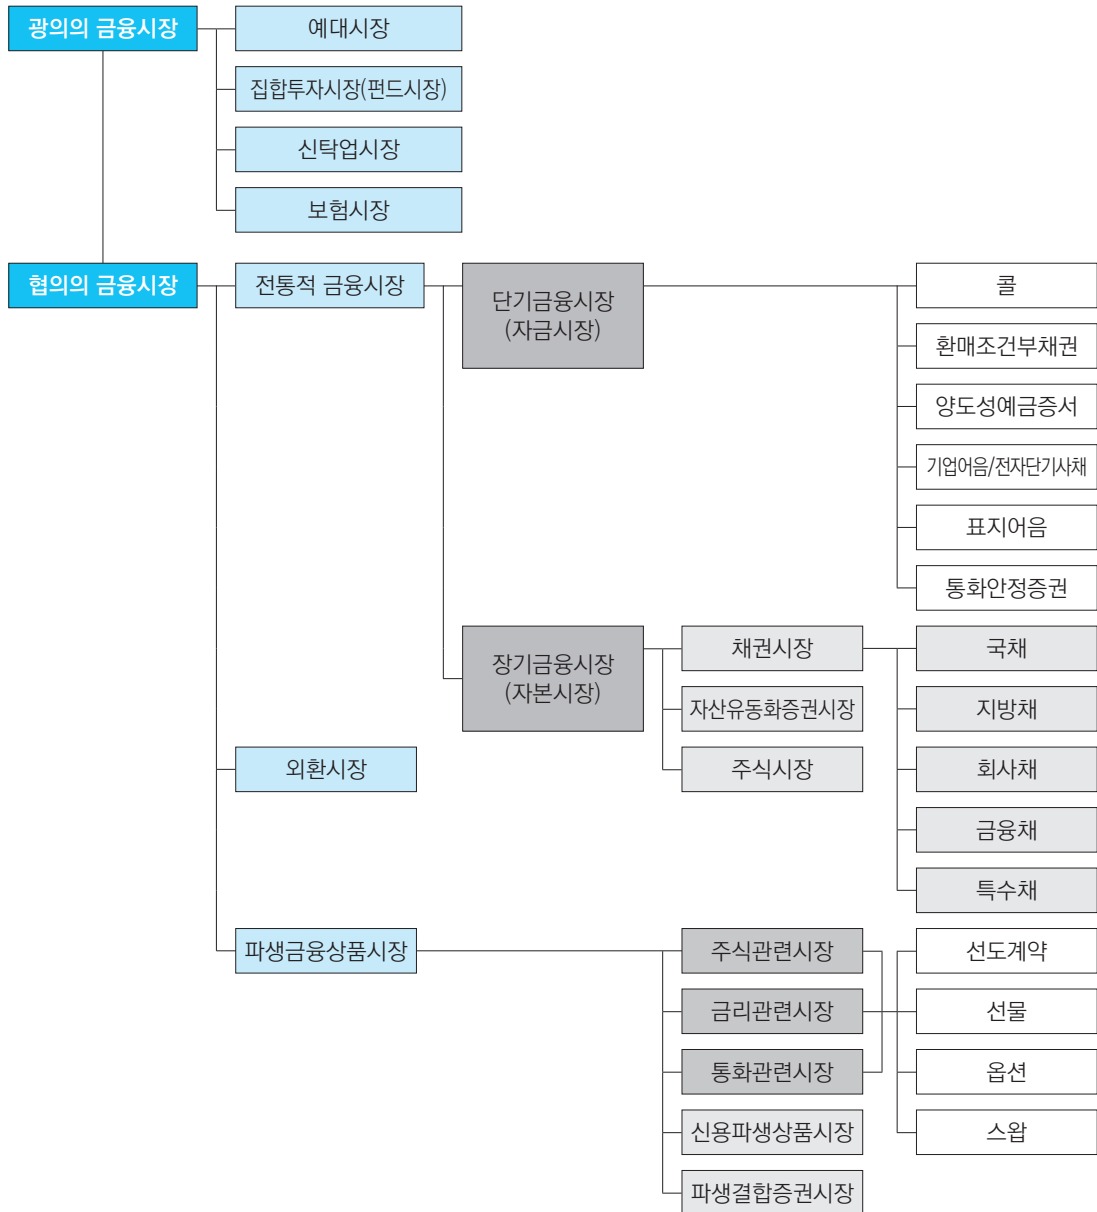 광의의 금융시장
예대시장
집합투자시장(펀드시장)
신탁업시장
보험시장
협의의 금융시장
전통적 금융시장
단기금융시장
(자금시장)
콜
환매조건부채권
양도성예금증서
기업어음/전자단기사채
표지어음
통화안정증권
장기금융시장
(자본시장)
채권시장
국채
자산유동화증권시장
지방채
주식시장
회사채
금융채
특수채
외환시장
파생금융상품시장
주식관련시장
선도계약
금리관련시장
선물
통화관련시장
옵션
신용파생상품시장
스왑
파생결합증권시장